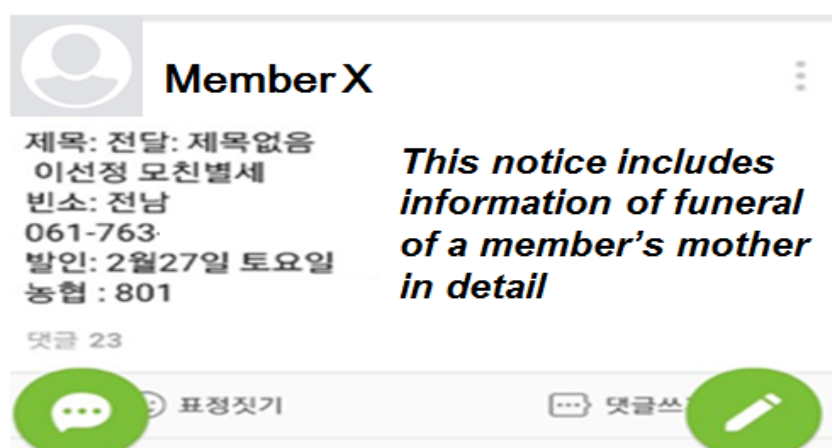 Member X
제목: 전달: 제목없음
이선정 모친별세
빈소: 전남
061-763
발인: 2월27일 토요일
농협 : 801
This notice includes
information of funeral
of a member's mother
in detail
댓글 23
표정짓기
댓글쓰